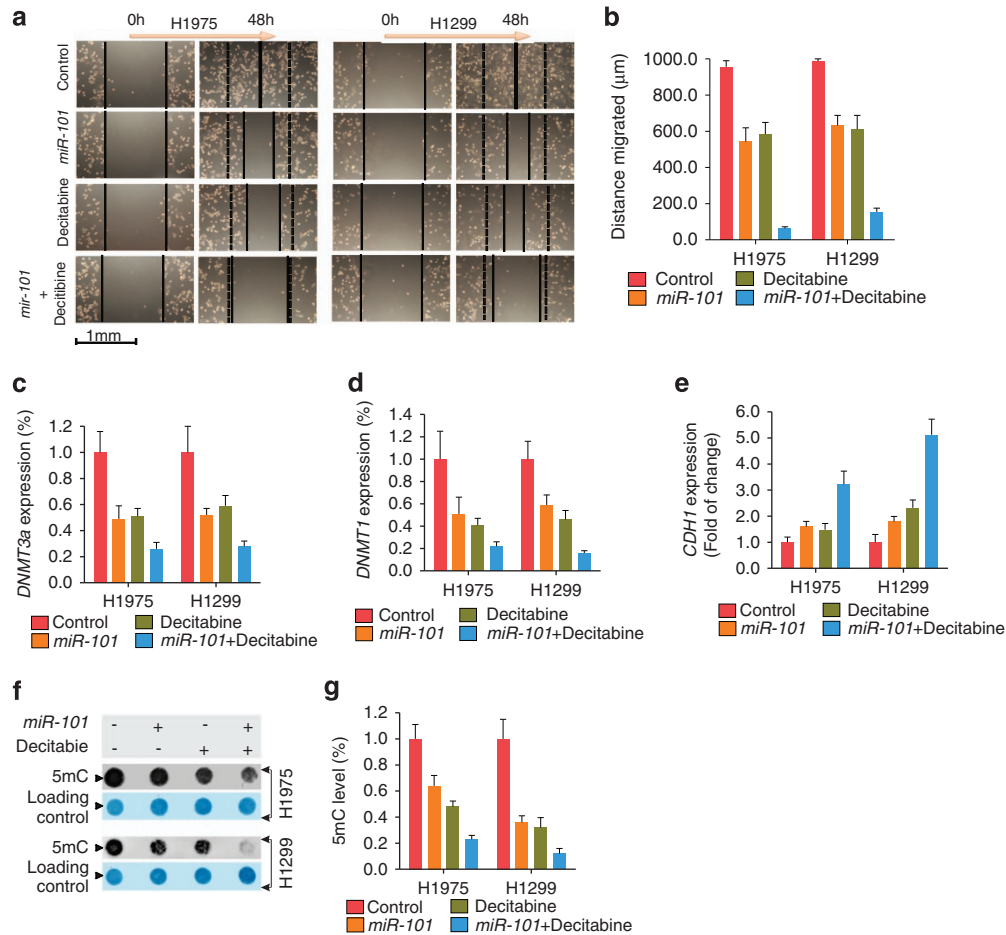 a
0h H1975 48h
0h H1299 48h
Control
miR-101
Decitabine
mir-101
+
Decitibine
1mm
b
Distance migrated (µm)
1000.0
800.0
600.0
400.0
200.0
0.0
H1975 H1299
Control Decitabine
miR-101 miR-101+Decitabine
c
DNMT3a expression (%)
1.2
1.0
0.8
0.6
0.4
0.2
0.0
H1975 H1299
Control Decitabine
miR-101 miR-101+Decitabine
d
DNMT1 expression (%)
1.4
1.2
1.0
0.8
0.6
0.4
0.2
0.0
H1975 H1299
Control Decitabine
miR-101 miR-101+Decitabine
e
CDH1 expression
(Fold of change)
6.0
5.0
4.0
3.0
2.0
1.0
0.0
H1975 H1299
Control Decitabine
miR-101 miR-101+Decitabine
f
miR-101 - + - +
Decitabie - - + +
5mC
Loading
control
H1975
5mC
Loading
control
H1299
g
5mC level (%)
1.2
1.0
0.8
0.6
0.4
0.2
0.0
H1975 H1299
Control Decitabine
miR-101 miR-101+Decitabine